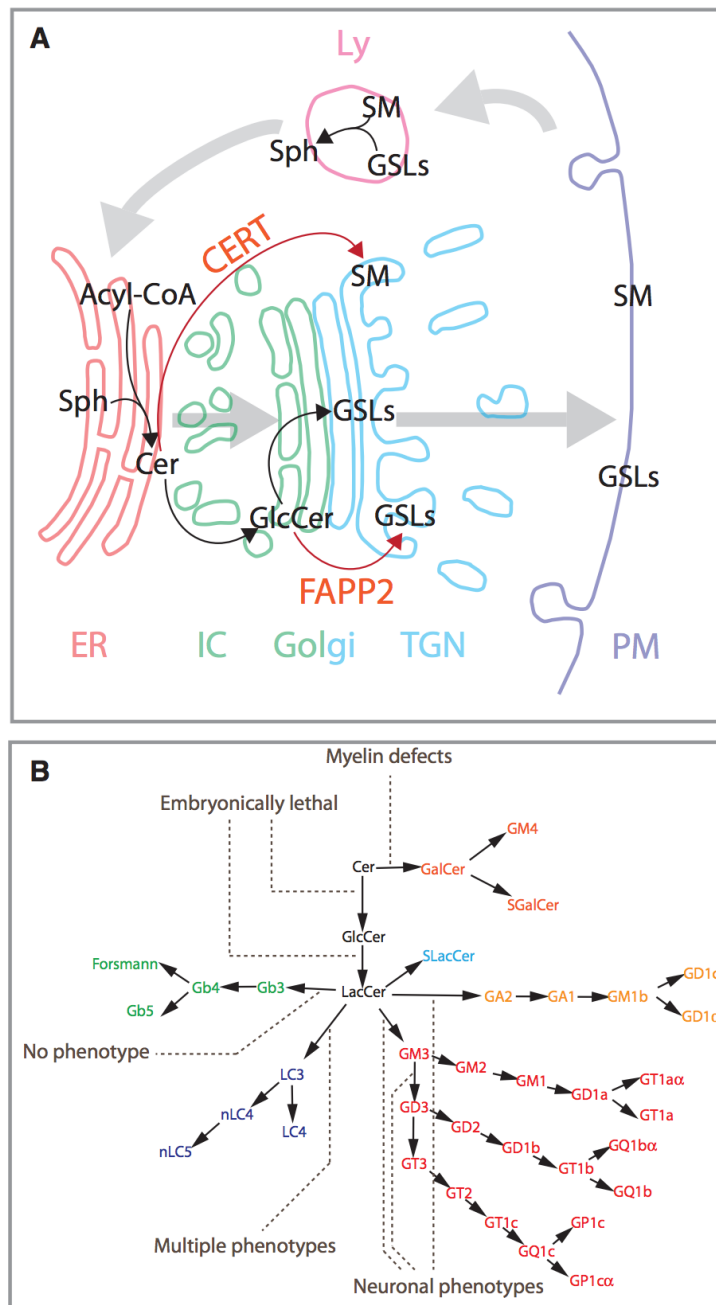 A
Ly
SM
Sph
GSLs
CERT
SM
Acyl-CoA
SM
Sph
GSLs
Cer
GSLs
GlcCer
GSLs
FAPP2
ER IC Golgi TGN PM
B
Myelin defects
Embryonically lethal
GM4
Cer
GalCer
SGalCer
GlcCer
Forsmann
SLacCer
Gb4
Gb3
LacCer
GA2
GA1
GM1b
Gb5
No phenotype
GM3
GM2
LC3
GM1
GD1a
GT1aα
nLC4
GD3
GT1a
LC4
GD2
nLC5
GD1b
GQ1bα
GT3
GT1b
GT2
GQ1b
GT1c
GP1c
Multiple phenotypes
GQ1c
GP1cα
Neuronal phenotypes